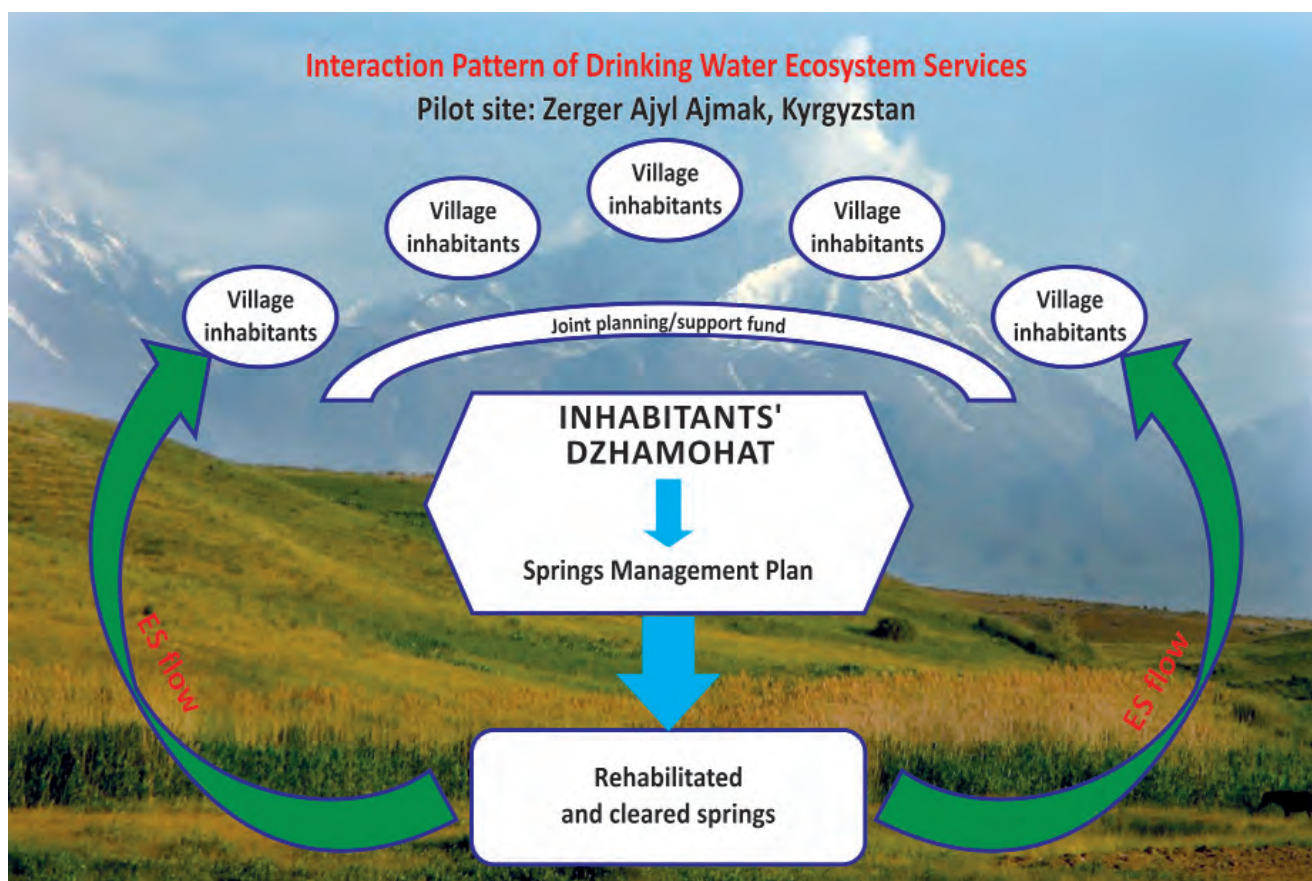 Interaction Pattern of Drinking Water Ecosystem Services
Pilot site: Zerger Ajyl Ajmak, Kyrgyzstan
Village
inhabitants
Village
inhabitants
Village
inhabitants
Village
inhabitants
Village
inhabitants
Joint planning/support fund
INHABITANTS'
DZHAMOHAT
Springs Management Plan
ES flow
ES flow
Rehabilitated
and cleared springs